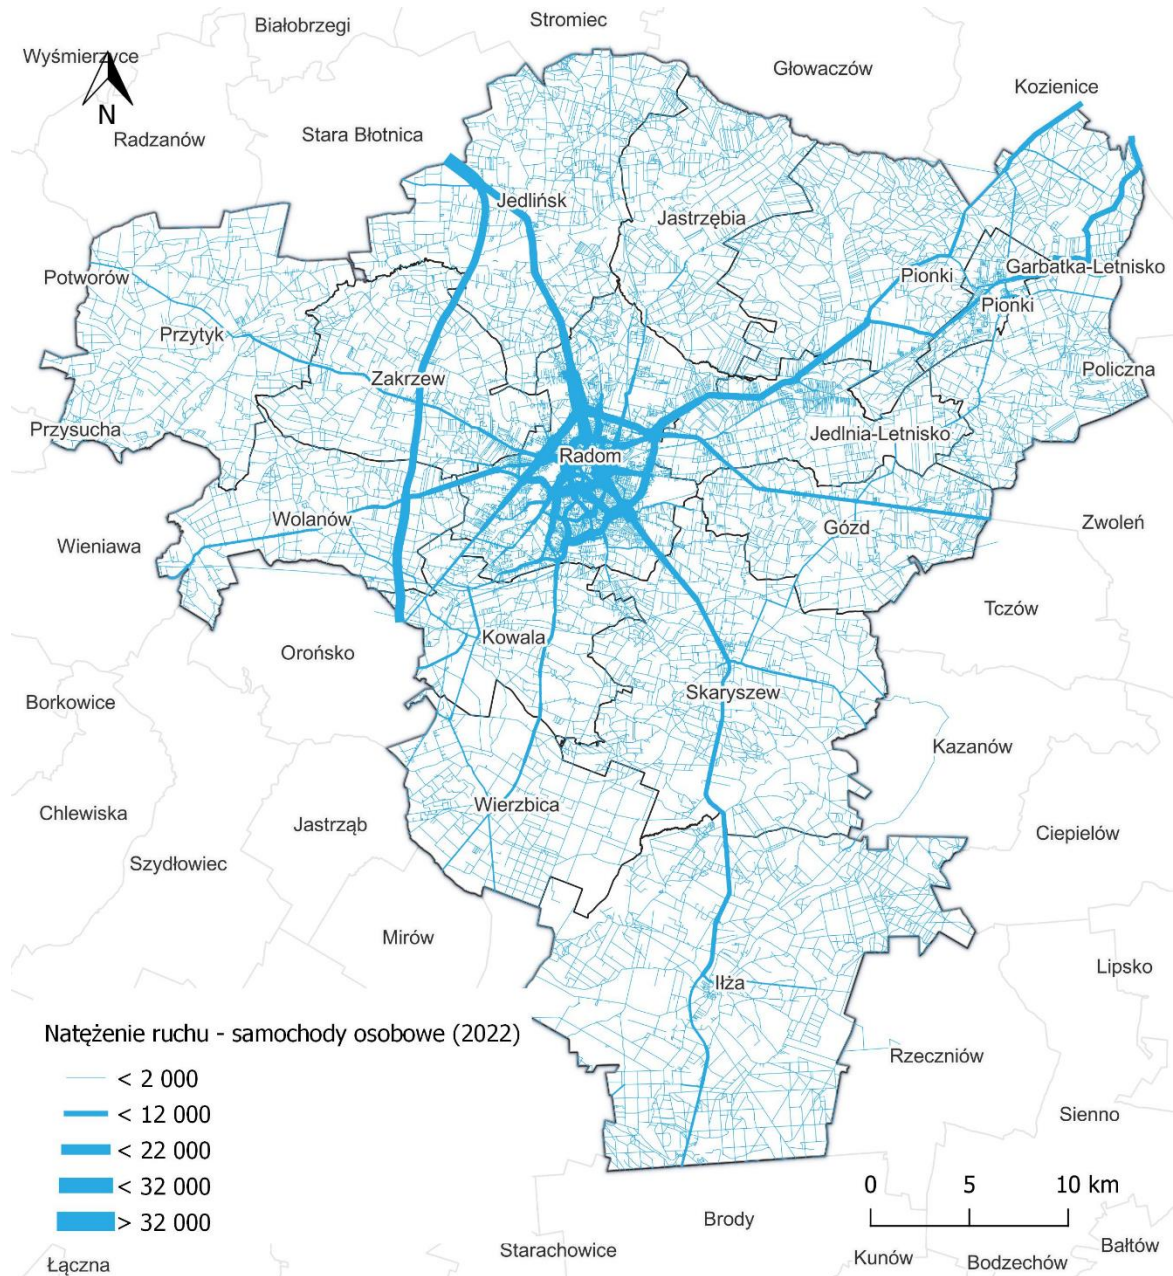 Stromiec
Białobrzegi
Wyśmierzyce
Głowaczów
Kozienice
N
Radzanów
Stara Błotnica
Jedlińsk
Jastrzębia
Potworów
Pionki
Garbatka-Letnisko
Pionki
Przytyk
Zakrzew
Policzna
Przysucha
Jedlnia-Letnisko
Radom
Wolanów
Gózd
Zwoleń
Wieniawa
Tczów
Orońsko
Kowala
Skaryszew
Borkowice
Kazanów
Wierzbica
Chlewiska
Jastrząb
Ciepielów
Szydłowiec
Mirów
Lipsko
Iłża
Natężenie ruchu - samochody osobowe (2022)
Rzeczniów
< 2 000
< 12 000
Sienno
< 22 000
< 32 000
0 5 10 km
> 32 000
Brody
Starachowice
Bałtów
Łączna
Kunów
Bodzechów